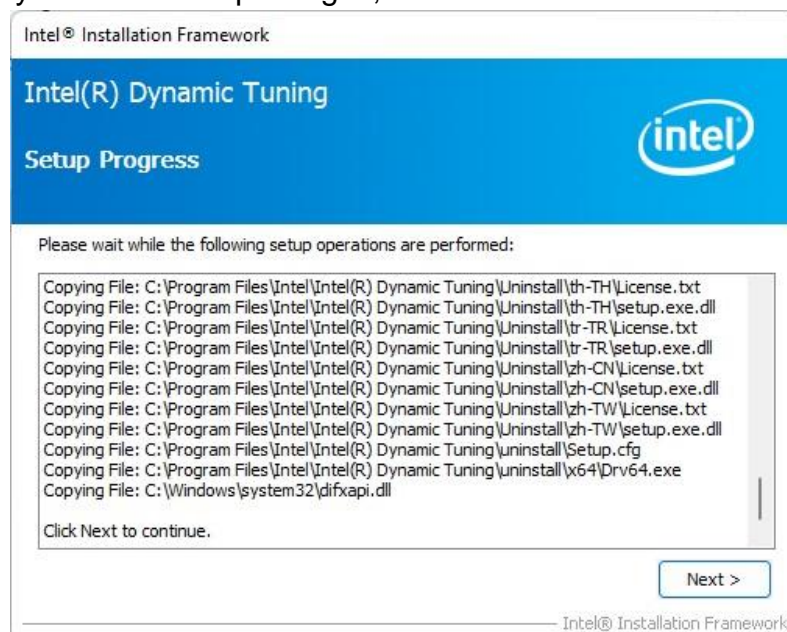 Intel® Installation Framework
Intel(R) Dynamic Tuning
intel
Setup Progress
Please wait while the following setup operations are performed:
Copying File: C:\Program Files\Intel\Intel(R) Dynamic Tuning\Uninstall\th-TH\License.txt
Copying File: C:\Program Files\Intel\Intel(R) Dynamic Tuning\Uninstall\th-TH\setup.exe.dll
Copying File: C:\Program Files\Intel\Intel(R) Dynamic Tuning\Uninstall\tr-TR\License.txt
Copying File: C:\Program Files\Intel\Intel(R) Dynamic Tuning\Uninstall\tr-TR\setup.exe.dll
Copying File: C:\Program Files\Intel\Intel(R) Dynamic Tuning\Uninstall\zh-CN\License.txt
Copying File: C:\Program Files\Intel\Intel(R) Dynamic Tuning\Uninstall\zh-CN\setup.exe.dll
Copying File: C:\Program Files\Intel\Intel(R) Dynamic Tuning\Uninstall\zh-TW\License.txt
Copying File: C:\Program Files\Intel\Intel(R) Dynamic Tuning\Uninstall\zh-TW\setup.exe.dll
Copying File: C:\Program Files\Intel\Intel(R) Dynamic Tuning\uninstall\Setup.cfg
Copying File: C:\Program Files\Intel\Intel(R) Dynamic Tuning\uninstall\x64\Drv64.exe
Copying File: C:\Windows\system32\difxapi.dll
Click Next to continue.
Next >
Intel® Installation Framework